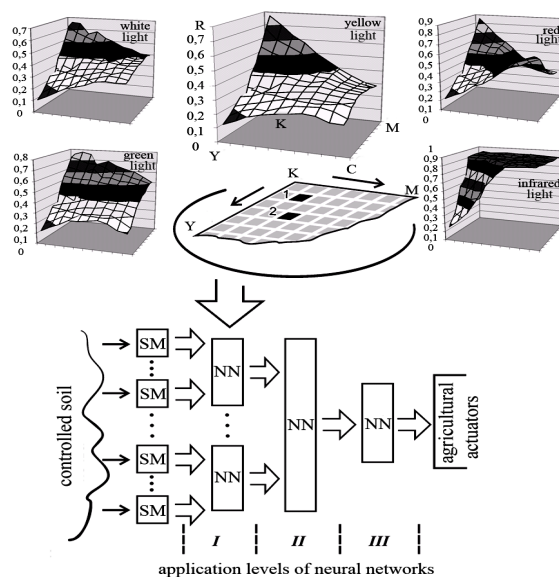 white
light
0,7
0,6
0,5
0,4
0,3
0,2
0,1
0
R
yellow
light
0,7
0,6
0,5
0,4
0,3
0,2
0,1
0
Y
K
M
red
light
0,9
0,8
0,7
0,6
0,5
0,4
0,3
0,2
0,1
0
green
light
0,8
0,7
0,6
0,5
0,4
0,3
0,2
0,1
0
K
C
M
Y
1
2
infrared
light
1
0,9
0,8
0,7
0,6
0,5
0,4
0,3
0,2
0,1
0
controlled soil
SM
SM
SM
SM
NN
NN
NN
NN
agricultural
actuators
I
II
III
application levels of neural networks